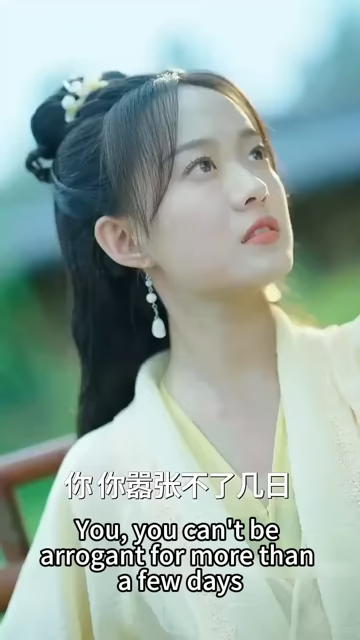 你 你嚣张不了几日
You, you can't be
arrogant for more than
a few days